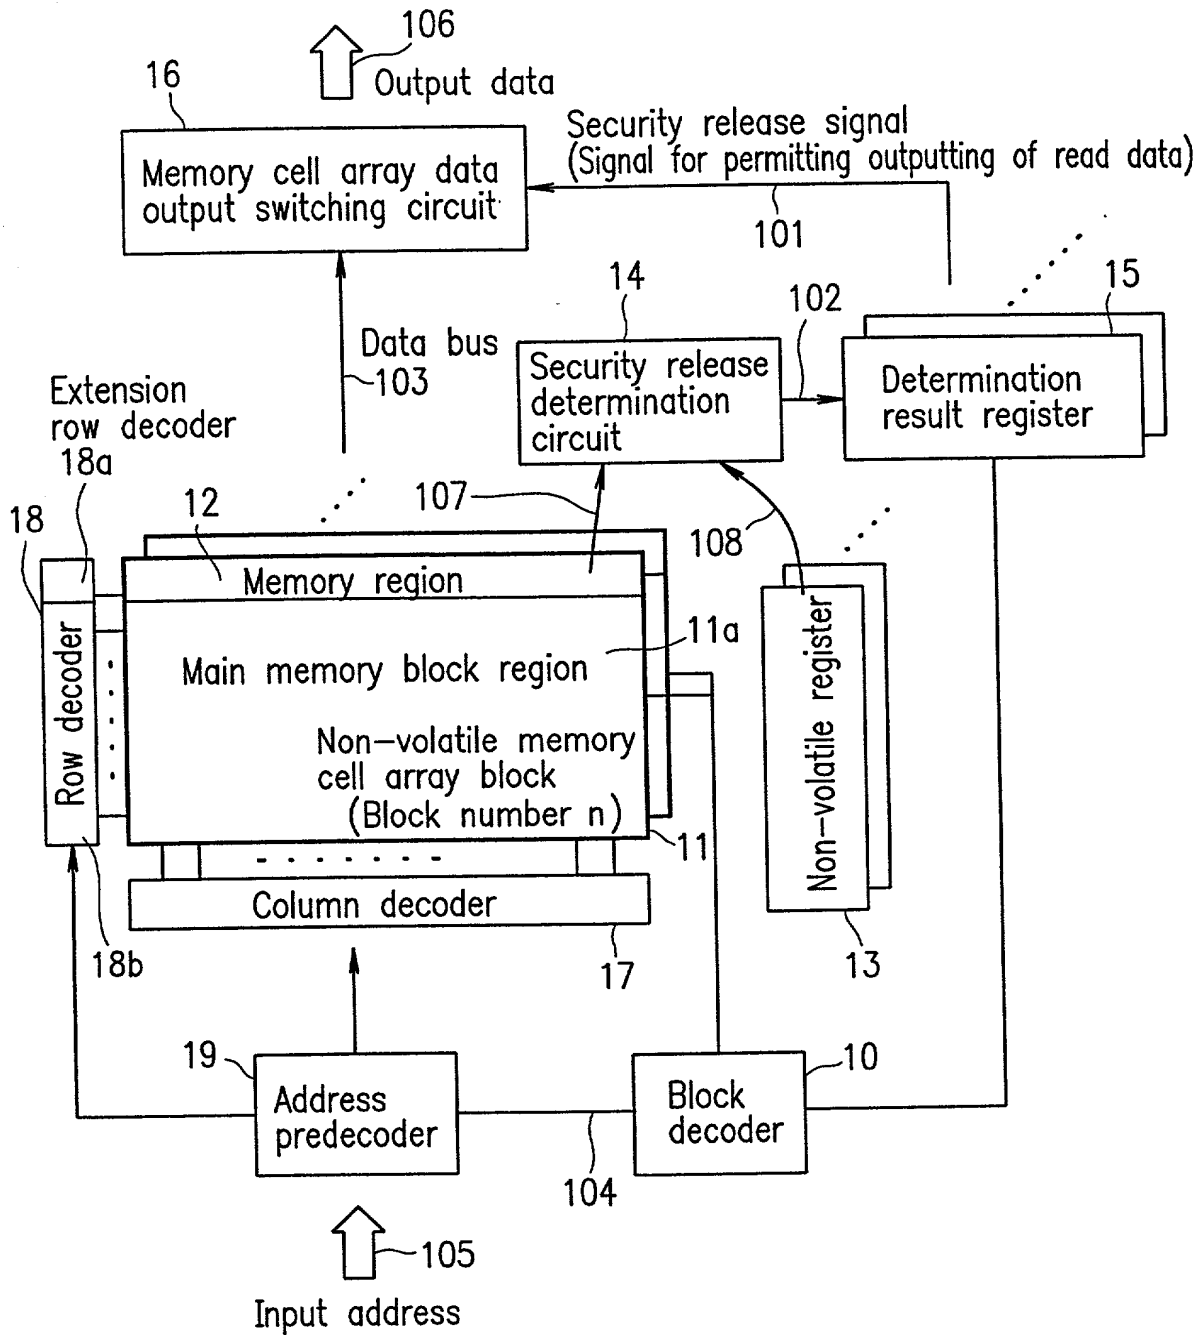 106
Output data
16
Memory cell array data
output switching circuit
Security release signal
(Signal for permitting outputting of read data)
101
14
102
15
Data bus
103
Security release
determination
circuit
Determination
result register
Extension
row decoder
18a
18
12
107
108
Memory region
11a
Main memory block region
Row decoder
Non-volatile register
Non-volatile memory
cell array block
(Block number n)
11
Column decoder
18b
17
13
19
10
Address
predecoder
Block
decoder
104
105
Input address